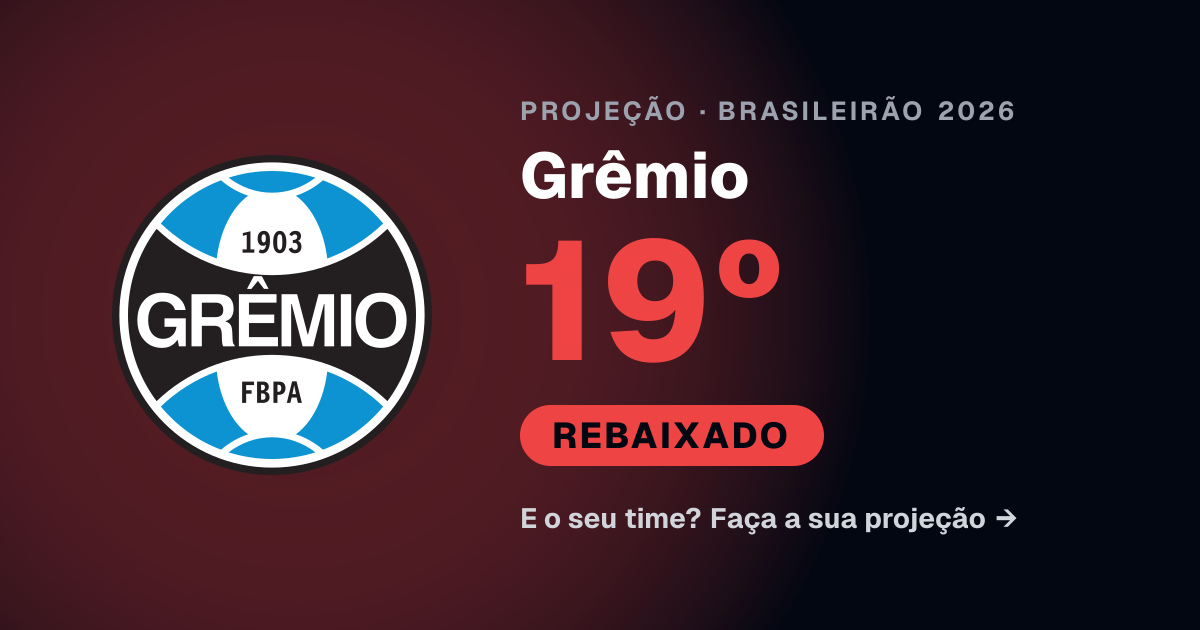 1903
GRÊMIO
FBPA
PROJEÇÃO · BRASILEIRÃO 2026
Grêmio
19º
REBAIXADO
E o seu time? Faça a sua projeção →